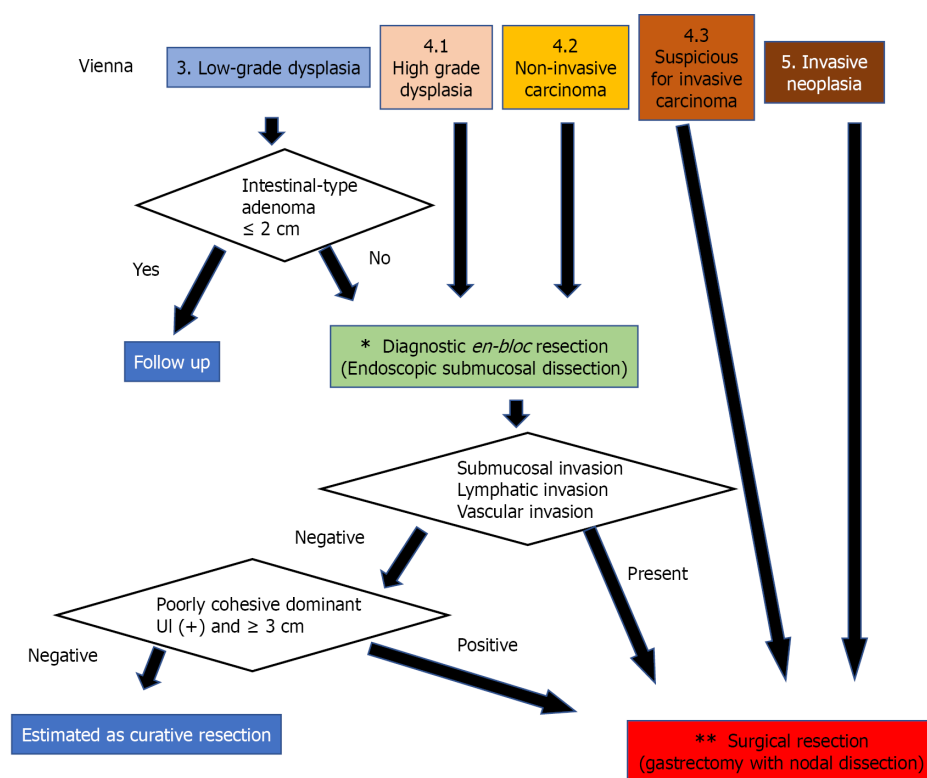 Vienna
3. Low-grade dysplasia
4.1
High grade
dysplasia
4.2
Non-invasive
carcinoma
4.3
Suspicious
for invasive
carcinoma
5. Invasive
neoplasia
Intestinal-type
adenoma
≤ 2 cm
Yes
No
Follow up
* Diagnostic en-bloc resection
(Endoscopic submucosal dissection)
Submucosal invasion
Lymphatic invasion
Vascular invasion
Negative
Present
Poorly cohesive dominant
Ul (+) and ≥ 3 cm
Negative
Positive
Estimated as curative resection
** Surgical resection
(gastrectomy with nodal dissection)